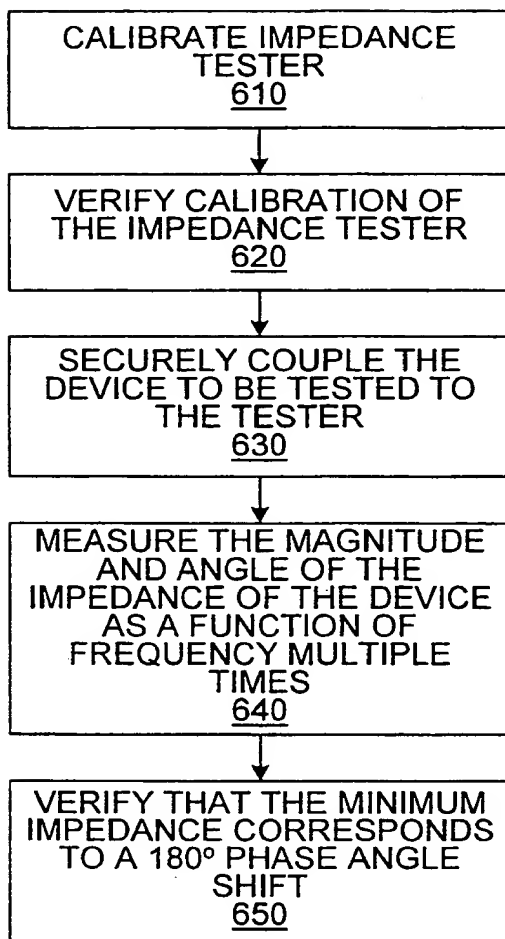 CALIBRATE IMPEDANCE
TESTER
610
VERIFY CALIBRATION OF
THE IMPEDANCE TESTER
620
SECURELY COUPLE THE
DEVICE TO BE TESTED TO
THE TESTER
630
MEASURE THE MAGNITUDE
AND ANGLE OF THE
IMPEDANCE OF THE DEVICE
AS A FUNCTION OF
FREQUENCY MULTIPLE
TIMES
640
VERIFY THAT THE MINIMUM
IMPEDANCE CORRESPONDS
TO A 180º PHASE ANGLE
SHIFT
650